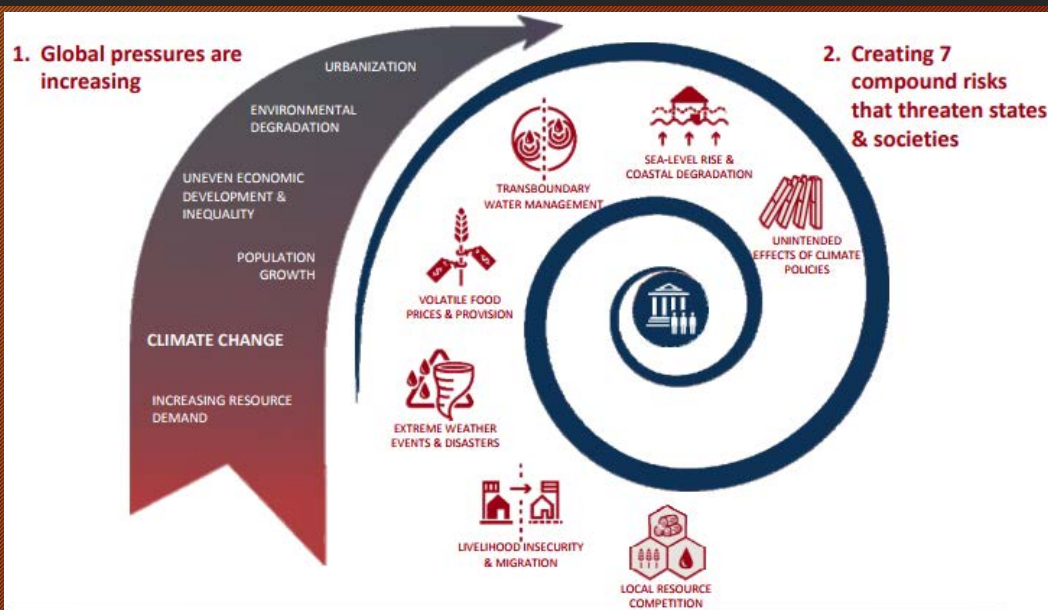 1. Global pressures are
increasing
URBANIZATION
ENVIRONMENTAL
DEGRADATION
UNEVEN ECONOMIC
DEVELOPMENT &
INEQUALITY
POPULATION
GROWTH
CLIMATE CHANGE
INCREASING RESOURCE
DEMAND
2. Creating 7
compound risks
that threaten states
& societies
SEA-LEVEL RISE &
COASTAL DEGRADATION
TRANSBOUNDARY
WATER MANAGEMENT
UNINTENDED
EFFECTS OF CLIMATE
POLICIES
$
$
VOLATILE FOOD
PRICES & PROVISION
EXTREME WEATHER
EVENTS & DISASTERS
LIVELIHOOD INSECURITY
& MIGRATION
LOCAL RESOURCE
COMPETITION